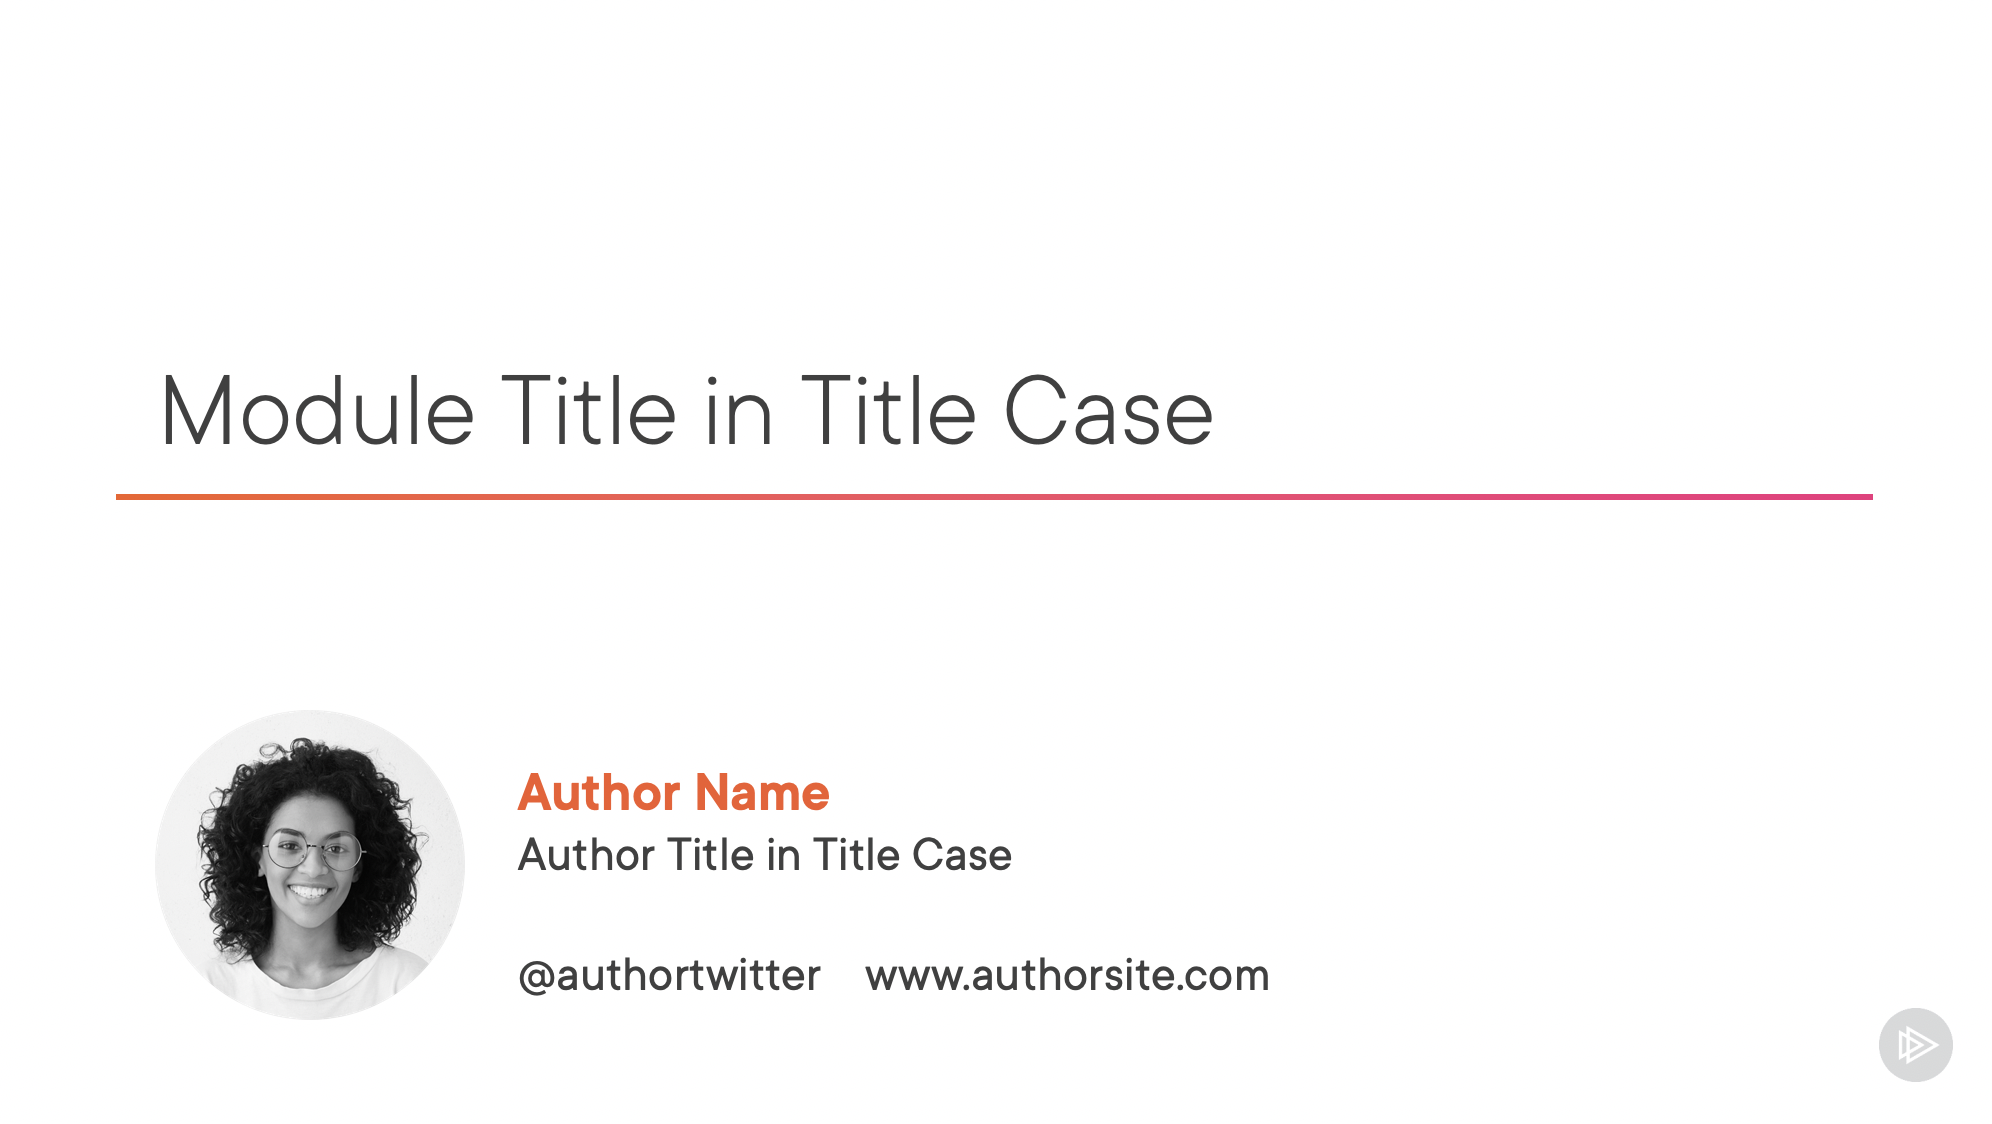 Module Title in Title Case
Author Name
Author Title in Title Case
@authortwitter www.authorsite.com